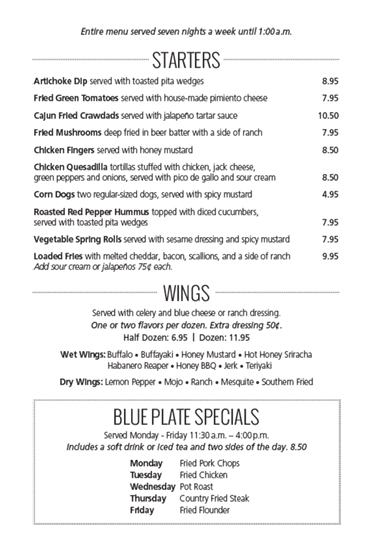 Entire menu served seven nights a week until 1:00 a.m.
STARTERS
Artichoke Dip served with toasted pita wedges 8.95
Fried Green Tomatoes served with house-made pimiento cheese 7.95
Cajun Fried Crawdads served with jalapeño tartar sauce 10.50
Fried Mushrooms deep fried in beer batter with a side of ranch 7.95
Chicken Fingers served with honey mustard 8.50
Chicken Quesadilla tortillas stuffed with chicken, jack cheese,
green peppers and onions, served with pico de gallo and sour cream 8.50
Corn Dogs two regular-sized dogs, served with spicy mustard 4.95
Roasted Red Pepper Hummus topped with diced cucumbers,
served with toasted pita wedges 7.95
Vegetable Spring Rolls served with sesame dressing and spicy mustard 7.95
Loaded Fries with melted cheddar, bacon, scallions, and a side of ranch 9.95
Add sour cream or jalapeños 75¢ each.
WINGS
Served with celery and blue cheese or ranch dressing.
One or two flavors per dozen. Extra dressing 50¢.
Half Dozen: 6.95 | Dozen: 11.95
Wet Wings: Buffalo • Buffayaki • Honey Mustard • Hot Honey Sriracha
Habanero Reaper • Honey BBQ • Jerk • Teriyaki
Dry Wings: Lemon Pepper • Mojo • Ranch • Mesquite • Southern Fried
BLUE PLATE SPECIALS
Served Monday - Friday 11:30 a.m. – 4:00 p.m.
Includes a soft drink or iced tea and two sides of the day. 8.50
Monday Fried Pork Chops
Tuesday Fried Chicken
Wednesday Pot Roast
Thursday Country Fried Steak
Friday Fried Flounder